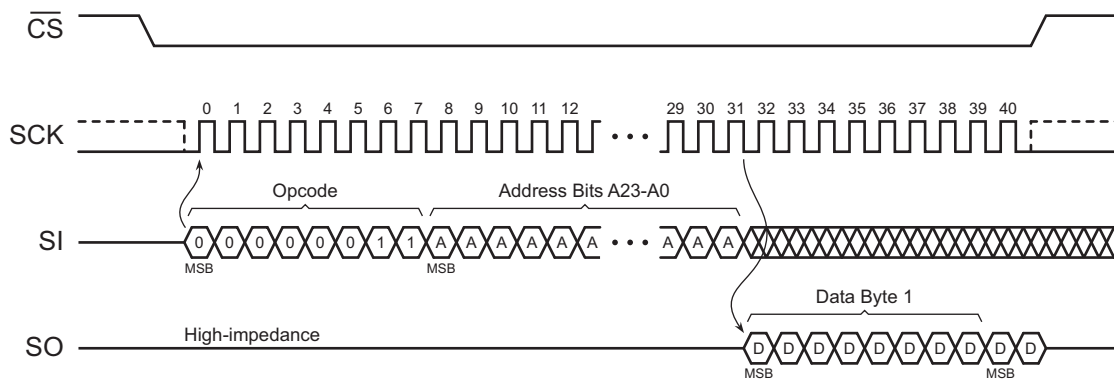 CS
0 1 2 3 4 5 6 7 8 9 10 11 12 29 30 31 32 33 34 35 36 37 38 39 40
SCK
Opcode Address Bits A23-A0
SI 0 0 0 0 0 0 1 1 A A A A A A A A A
MSB MSB
Data Byte 1
High-impedance
SO D D D D D D D D D D
MSB MSB